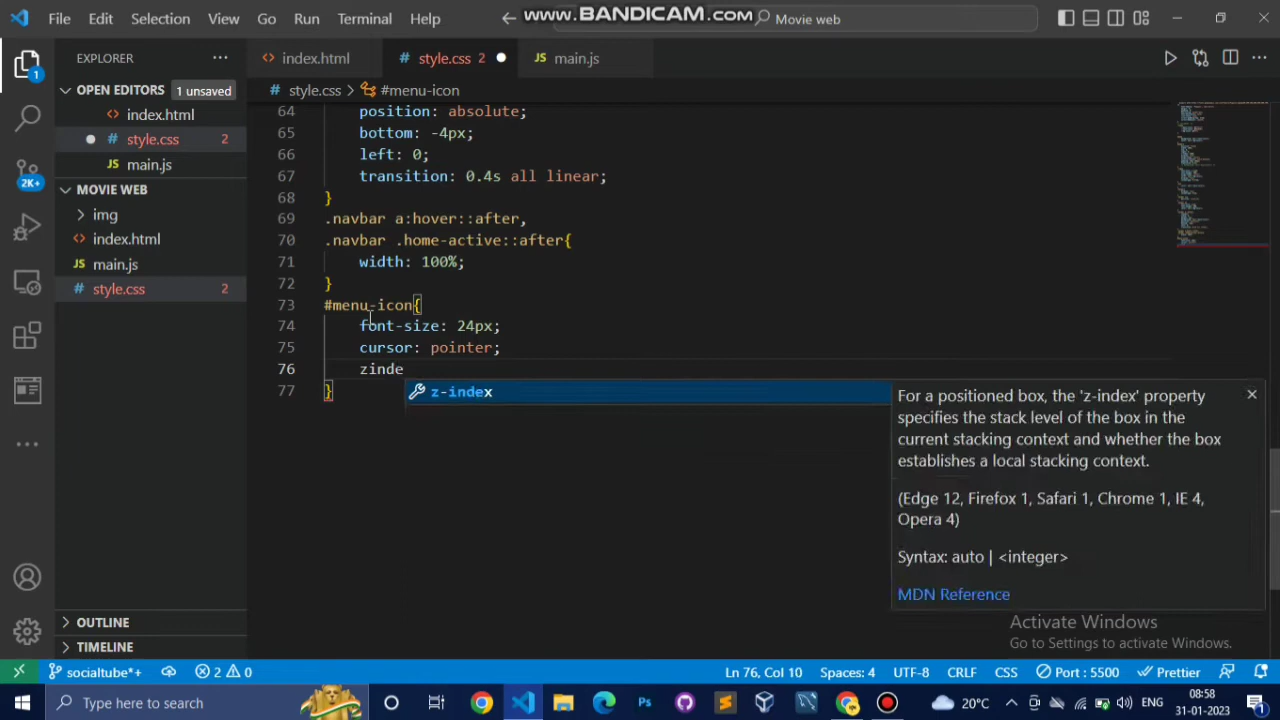 File Edit Selection View Go Run Terminal Help
www.BANDICAM.com
Movie web
EXPLORER
index.html
style.css 2
main.js
OPEN EDITORS 1 unsaved
style.css > #menu-icon
index.html
style.css 2
main.js
MOVIE WEB
img
index.html
main.js
style.css 2
64 position: absolute;
65 bottom: -4px;
66 left: 0;
67 transition: 0.4s all linear;
68 }
69 .navbar a:hover::after,
70 .navbar .home-active::after{
71 width: 100%;
72 }
73 #menu-icon{
74 font-size: 24px;
75 cursor: pointer;
76 zinde
77 }
z-index
For a positioned box, the 'z-index' property
specifies the stack level of the box in the
current stacking context and whether the box
establishes a local stacking context.
(Edge 12, Firefox 1, Safari 1, Chrome 1, IE 4,
Opera 4)
Syntax: auto | <integer>
MDN Reference
1
2K+
OUTLINE
TIMELINE
Activate Windows
Go to Settings to activate Windows.
socialtube*+ 2 0 Ln 76, Col 10 Spaces: 4 UTF-8 CRLF CSS Port : 5500 Prettier
Type here to search
Ps
20°C
ENG
08:58
31-01-2023
1